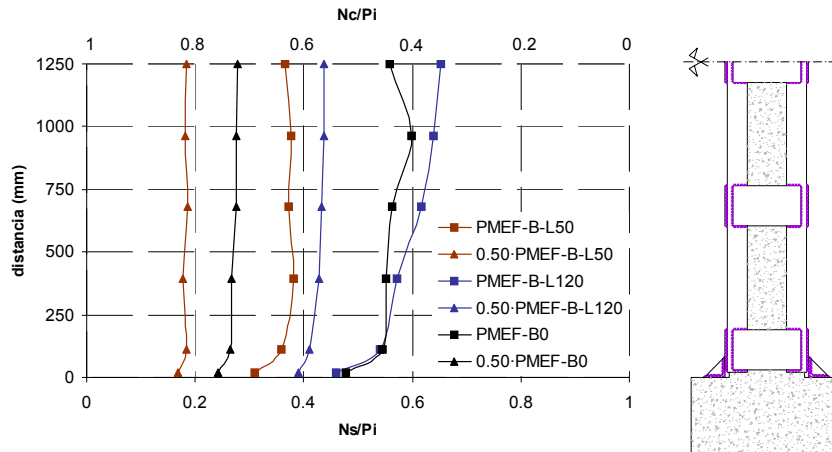 Nc/Pi
1 0.8 0.6 0.4 0.2 0
1250
1000
750
500
250
0
distancia (mm)
PMEF-B-L50
0.50·PMEF-B-L50
PMEF-B-L120
0.50·PMEF-B-L120
PMEF-B0
0.50·PMEF-B0
0 0.2 0.4 0.6 0.8 1
Ns/Pi